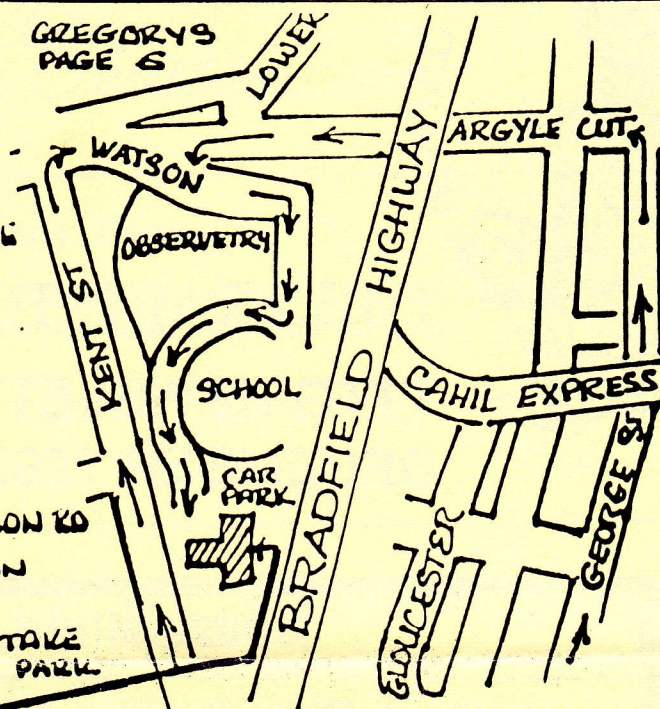 GREGORYS
PAGE 6
LOWER
ARGYLE CUT
WATSON
HIGHWAY
OBSERVETRY
KENT ST
SCHOOL
CAHIL EXPRESS
CAR
PARK
BRADFIELD
GEORGE ST
GLOUCESTER
ON RD
ON
TAKE
PARK